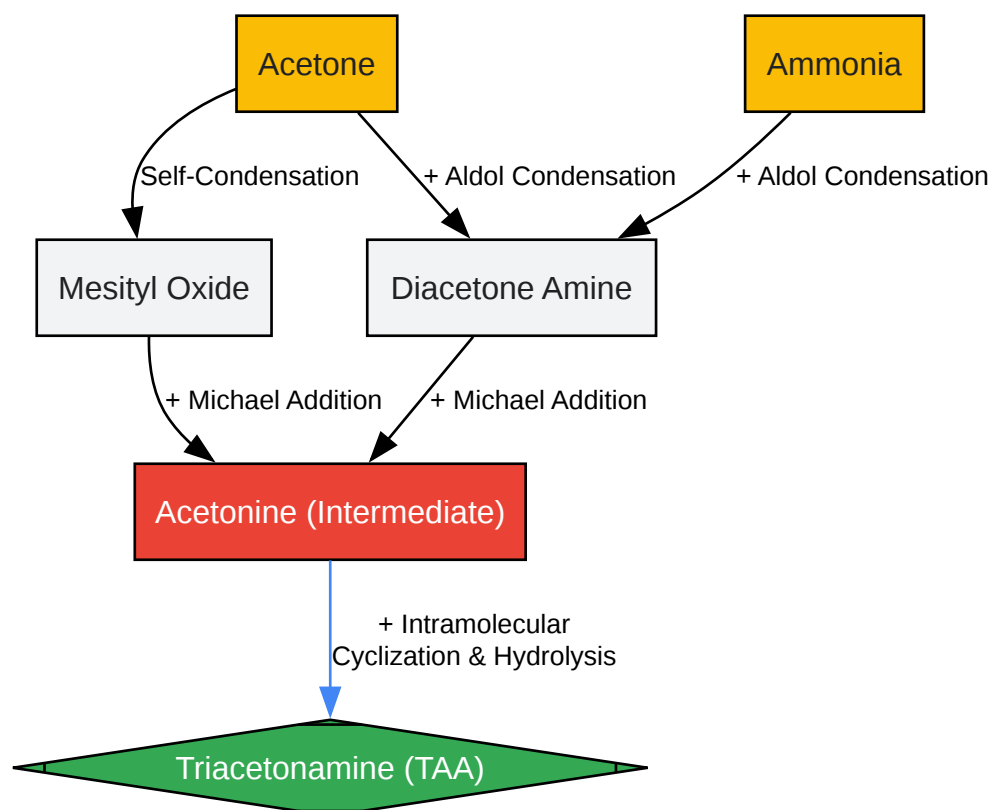 Acetone
Ammonia
Self-Condensation
+ Aldol Condensation
+ Aldol Condensation
Mesityl Oxide
Diacetone Amine
+ Michael Addition
+ Michael Addition
Acetonine (Intermediate)
+ Intramolecular
Cyclization & Hydrolysis
Triacetonamine (TAA)